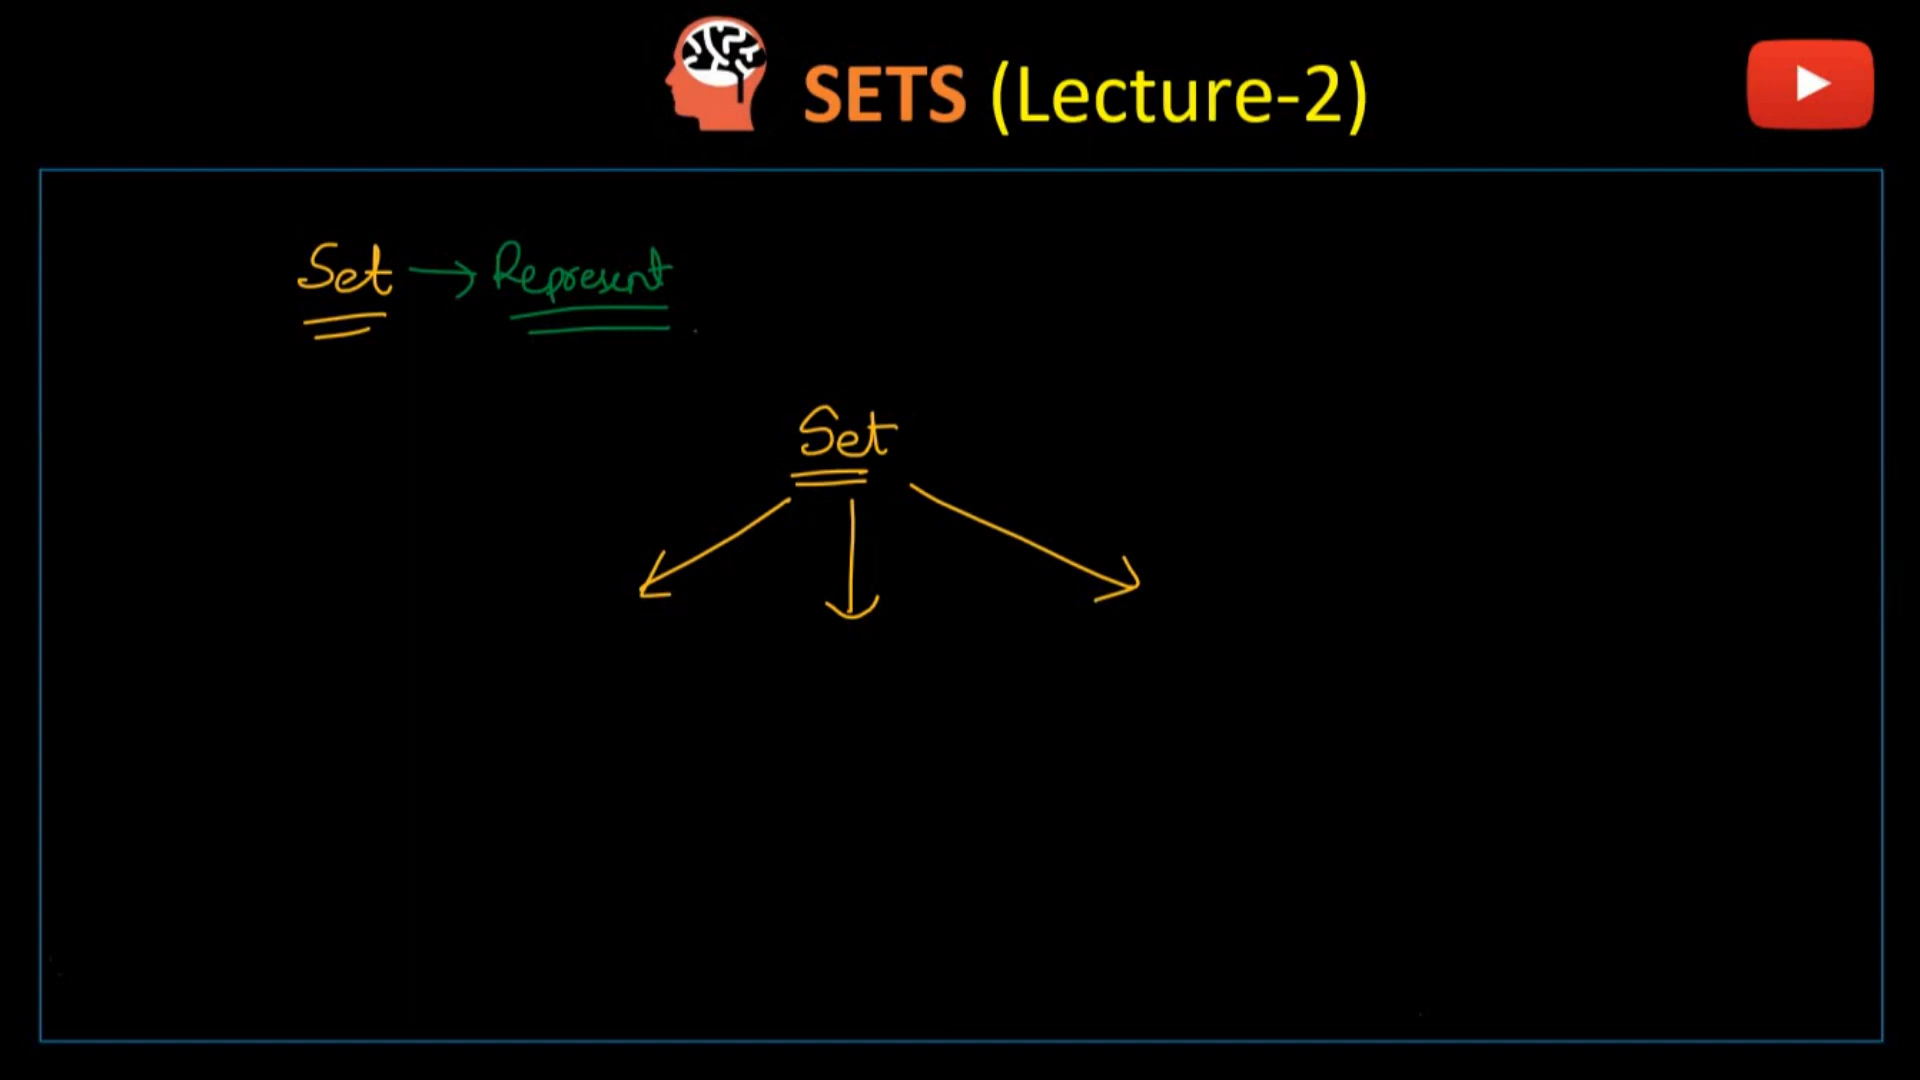 SETS (Lecture-2)
Set → Represent
Set